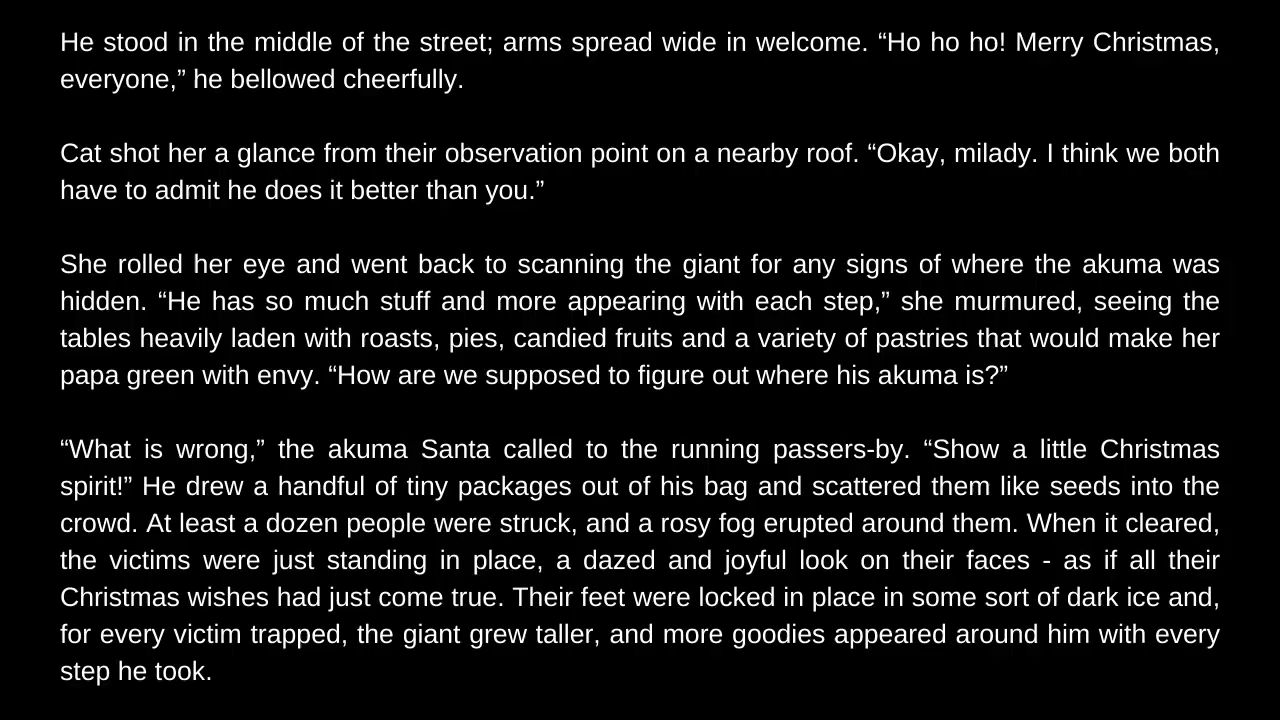 He stood in the middle of the street; arms spread wide in welcome. “Ho ho ho! Merry Christmas,
everyone,” he bellowed cheerfully.
Cat shot her a glance from their observation point on a nearby roof. “Okay, milady. I think we both
have to admit he does it better than you.”
She rolled her eye and went back to scanning the giant for any signs of where the akuma was
hidden. “He has so much stuff and more appearing with each step,” she murmured, seeing the
tables heavily laden with roasts, pies, candied fruits and a variety of pastries that would make her
papa green with envy. “How are we supposed to figure out where his akuma is?”
“What is wrong,” the akuma Santa called to the running passers-by. “Show a little Christmas
spirit!” He drew a handful of tiny packages out of his bag and scattered them like seeds into the
crowd. At least a dozen people were struck, and a rosy fog erupted around them. When it cleared,
the victims were just standing in place, a dazed and joyful look on their faces - as if all their
Christmas wishes had just come true. Their feet were locked in place in some sort of dark ice and,
for every victim trapped, the giant grew taller, and more goodies appeared around him with every
step he took.